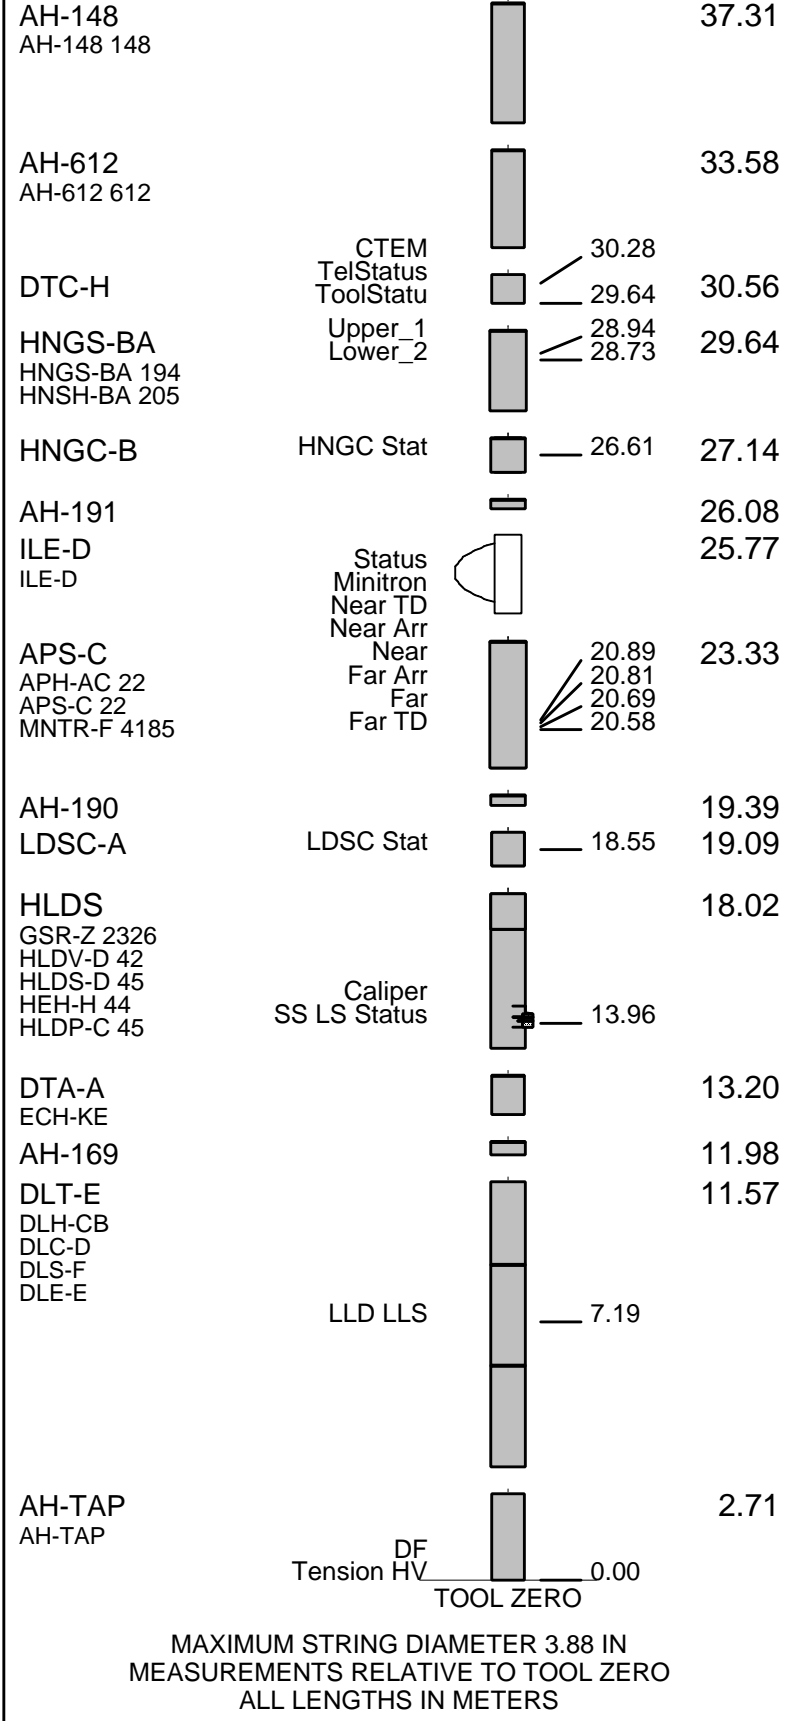 AH-148 37.31
AH-148 148
AH-612 33.58
AH-612 612
CTEM 30.28
TelStatus
DTC-H ToolStatu 29.64 30.56
Upper_1 28.94
HNGS-BA Lower_2 28.73 29.64
HNGS-BA 194
HNSH-BA 205
HNGC-B HNGC Stat 26.61 27.14
AH-191 26.08
ILE-D 25.77
Status
ILE-D Minitron
Near TD
Near Arr
APS-C Near 20.89 23.33
APH-AC 22 Far Arr 20.81
APS-C 22 Far 20.69
MNTR-F 4185 Far TD 20.58
AH-190 19.39
LDSC-A LDSC Stat 18.55 19.09
HLDS 18.02
GSR-Z 2326
HLDV-D 42
HLDS-D 45
HEH-H 44 Caliper
HLDP-C 45 SS LS Status 13.96
DTA-A 13.20
ECH-KE
AH-169 11.98
DLT-E 11.57
DLH-CB
DLC-D
DLS-F
DLE-E
LLD LLS 7.19
AH-TAP 2.71
AH-TAP
DF
Tension HV 0.00
TOOL ZERO
MAXIMUM STRING DIAMETER 3.88 IN
MEASUREMENTS RELATIVE TO TOOL ZERO
ALL LENGTHS IN METERS